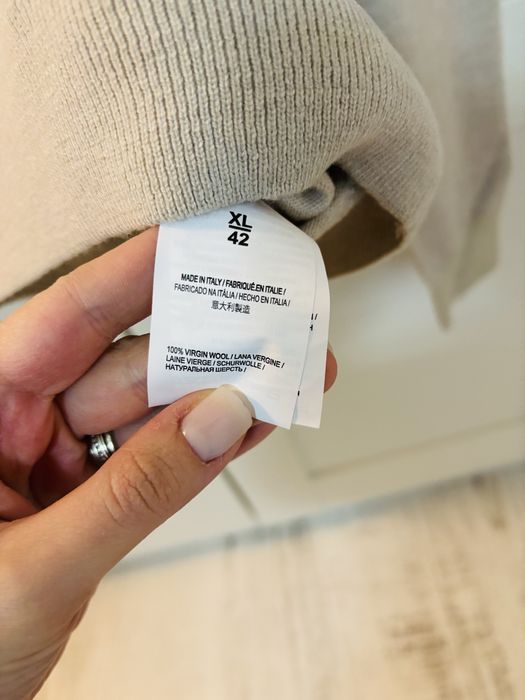 XL
42
MADE IN ITALY / FABRIQUÉ.EN ITALIE /
FABRICADO NA ITÁLIA / HECHO EN ITALIA /
意大利製造
100% VIRGIN WOOL / LANA VERGINE /
LAINE VIERGE / SCHURWOLLE /
НАТУРАЛЬНАЯ ШЕРСТЬ /